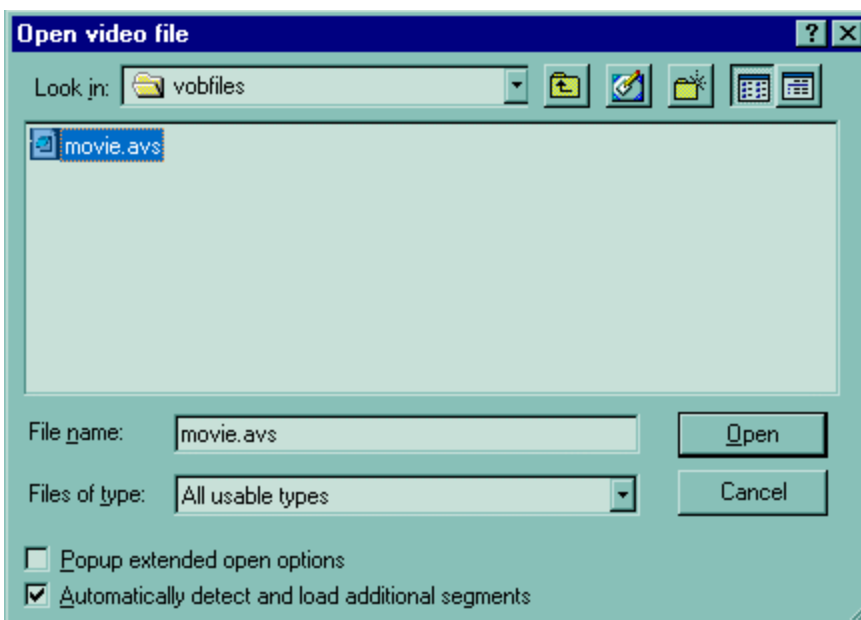 Open video file
Look in: vobfiles
movie.avs
File name: movie.avs Open
Files of type: All usable types Cancel
Popup extended open options
Automatically detect and load additional segments